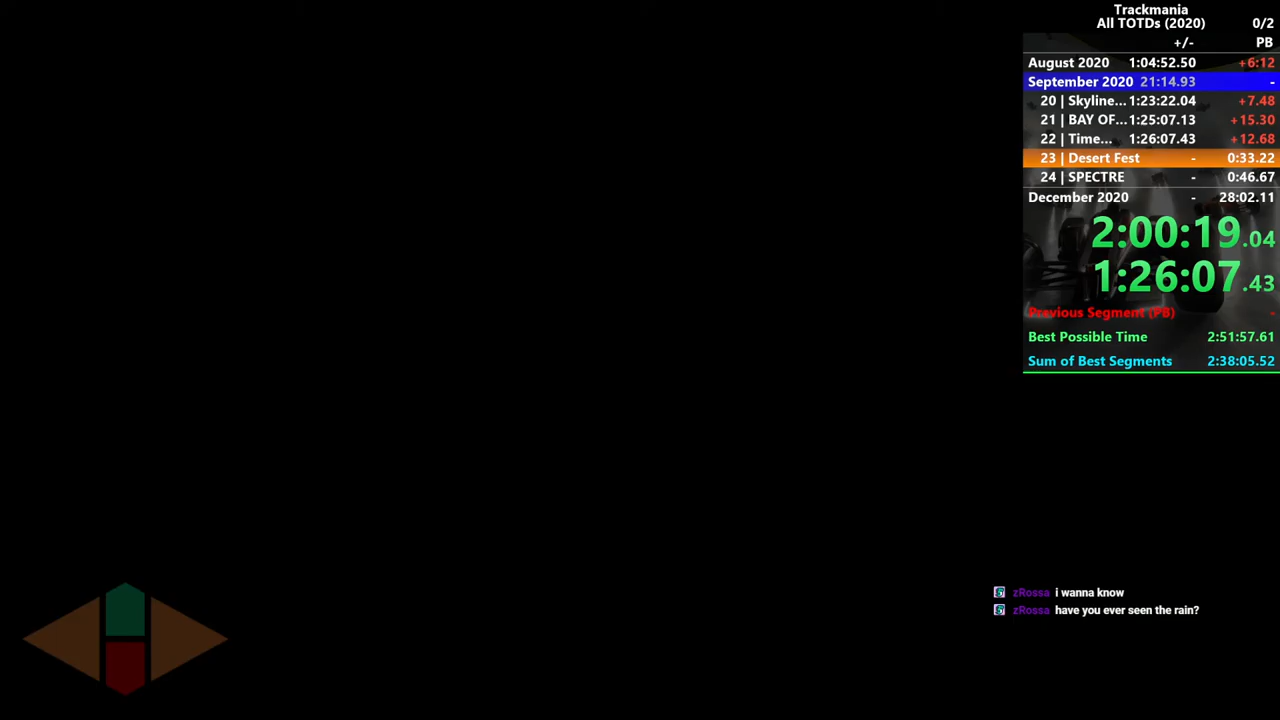 Trackmania
All TOTDs (2020) 0/2
+/- PB
August 2020 1:04:52.50 +6:12
September 2020 21:14.93 -
20 | Skyline... 1:23:22.04 +7.48
21 | BAY OF... 1:25:07.13 +15.30
22 | Time... 1:26:07.43 +12.68
23 | Desert Fest - 0:33.22
24 | SPECTRE - 0:46.67
December 2020 - 28:02.11
2:00:19.04
1:26:07.43
Previous Segment (PB) -
Best Possible Time 2:51:57.61
Sum of Best Segments 2:38:05.52
zRossa i wanna know
zRossa have you ever seen the rain?